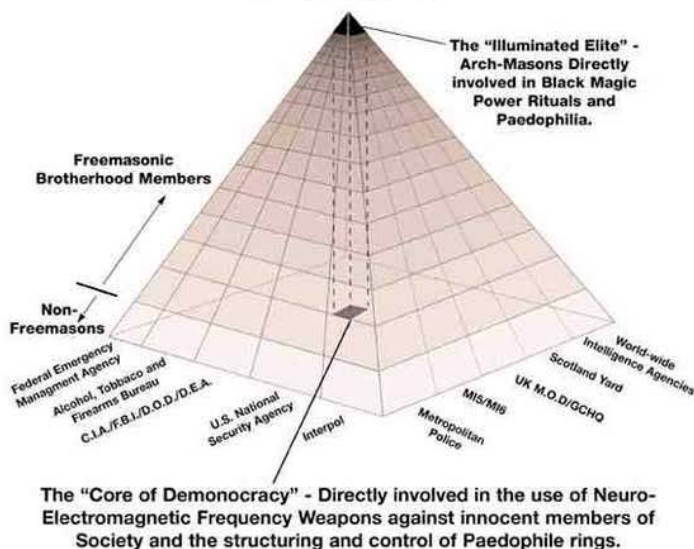 The "Illuminated Elite" -
Arch-Masons Directly
involved in Black Magic
Power Rituals and
Paedophilia.
Freemasonic
Brotherhood Members
Non-
Freemasons
Federal Emergency
Managment Agency
Alcohol, Tobbaco and
Firearms Bureau
C.I.A./F.B.I./D.O.D./D.E.A.
U.S. National
Security Agency
Interpol
Metropolitan
Police
MI5/MI6
UK M.O.D/GCHQ
Scotland Yard
World-wide
Intelligence Agencies
The "Core of Demonocracy" - Directly involved in the use of Neuro-
Electromagnetic Frequency Weapons against innocent members of
Society and the structuring and control of Paedophile rings.